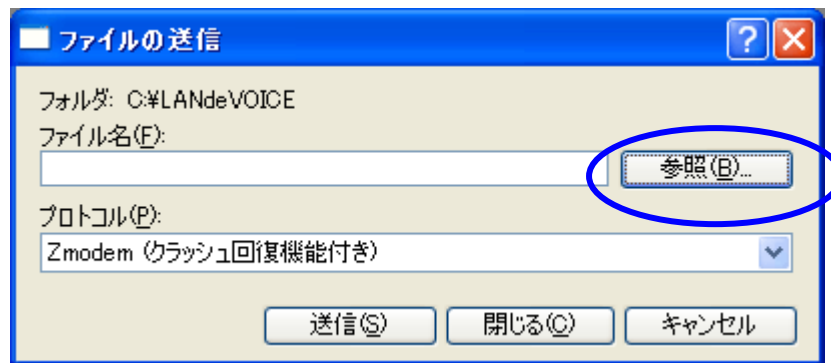 ファイルの送信
フォルダ: C:¥LANdeVOICE
ファイル名(F):
参照(B)...
プロトコル(P):
Zmodem (クラッシュ回復機能付き)
送信(S) 閉じる(C) キャンセル